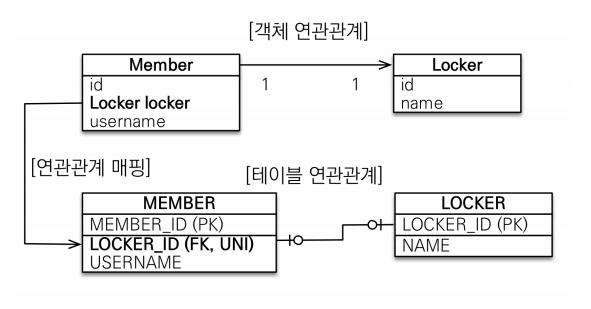 [객체 연관관계]
Member
id
Locker locker
username
1
1
Locker
id
name
[연관관계 매핑]
[테이블 연관관계]
MEMBER
MEMBER_ID (PK)
LOCKER_ID (FK, UNI)
USERNAME
LOCKER
LOCKER_ID (PK)
NAME